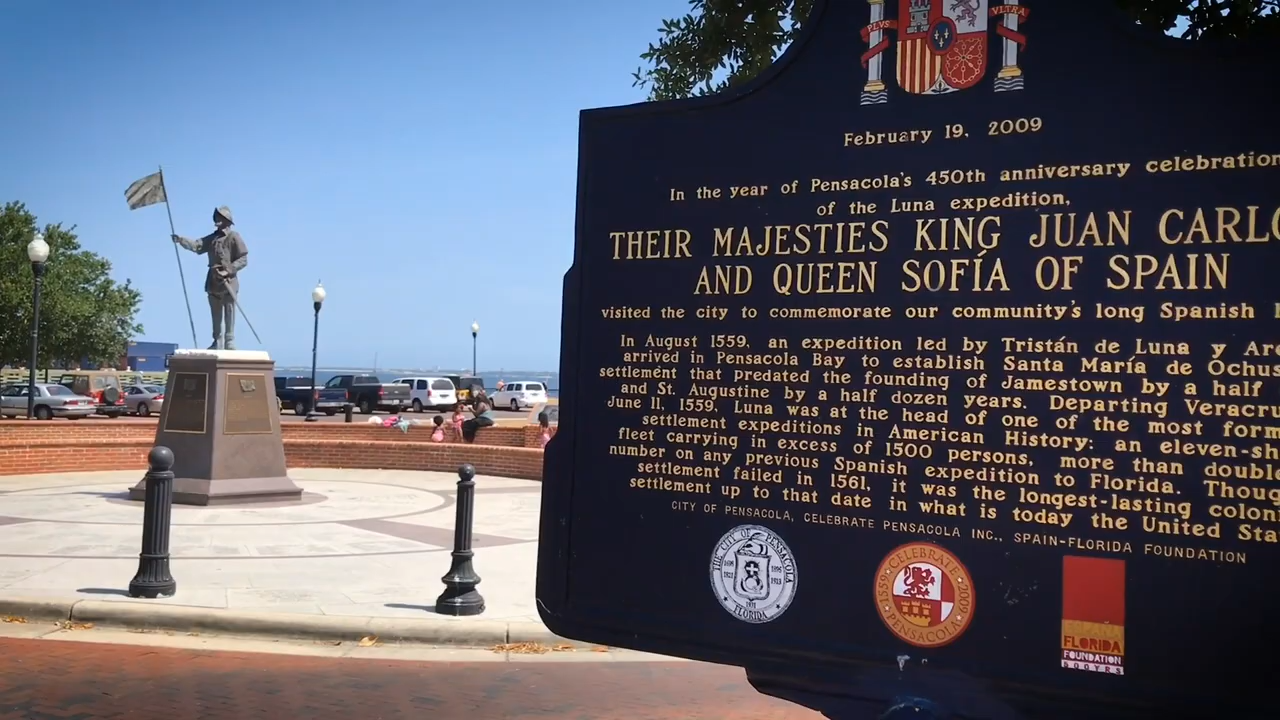 PLVS VLTRA
February 19, 2009
In the year of Pensacola's 450th anniversary celebration
of the Luna expedition,
THEIR MAJESTIES KING JUAN CARLO
AND QUEEN SOFÍA OF SPAIN
visited the city to commemorate our community's long Spanish
In August 1559, an expedition led by Tristán de Luna y Are
arrived in Pensacola Bay to establish Santa María de Ochus
settlement that predated the founding of Jamestown by a half
and St. Augustine by a half dozen years. Departing Veracru
June 11, 1559, Luna was at the head of one of the most form
settlement expeditions in American History: an eleven-sh
fleet carrying in excess of 1500 persons, more than double
number on any previous Spanish expedition to Florida. Thoug
settlement failed in 1561, it was the longest-lasting coloni
settlement up to that date in what is today the United Sta
CITY OF PENSACOLA, CELEBRATE PENSACOLA INC., SPAIN-FLORIDA FOUNDATION
THE CITY OF PENSACOLA
FLORIDA
CELEBRATE
1559 2009
PENSACOLA
FLORIDA
FOUNDATION
500YRS